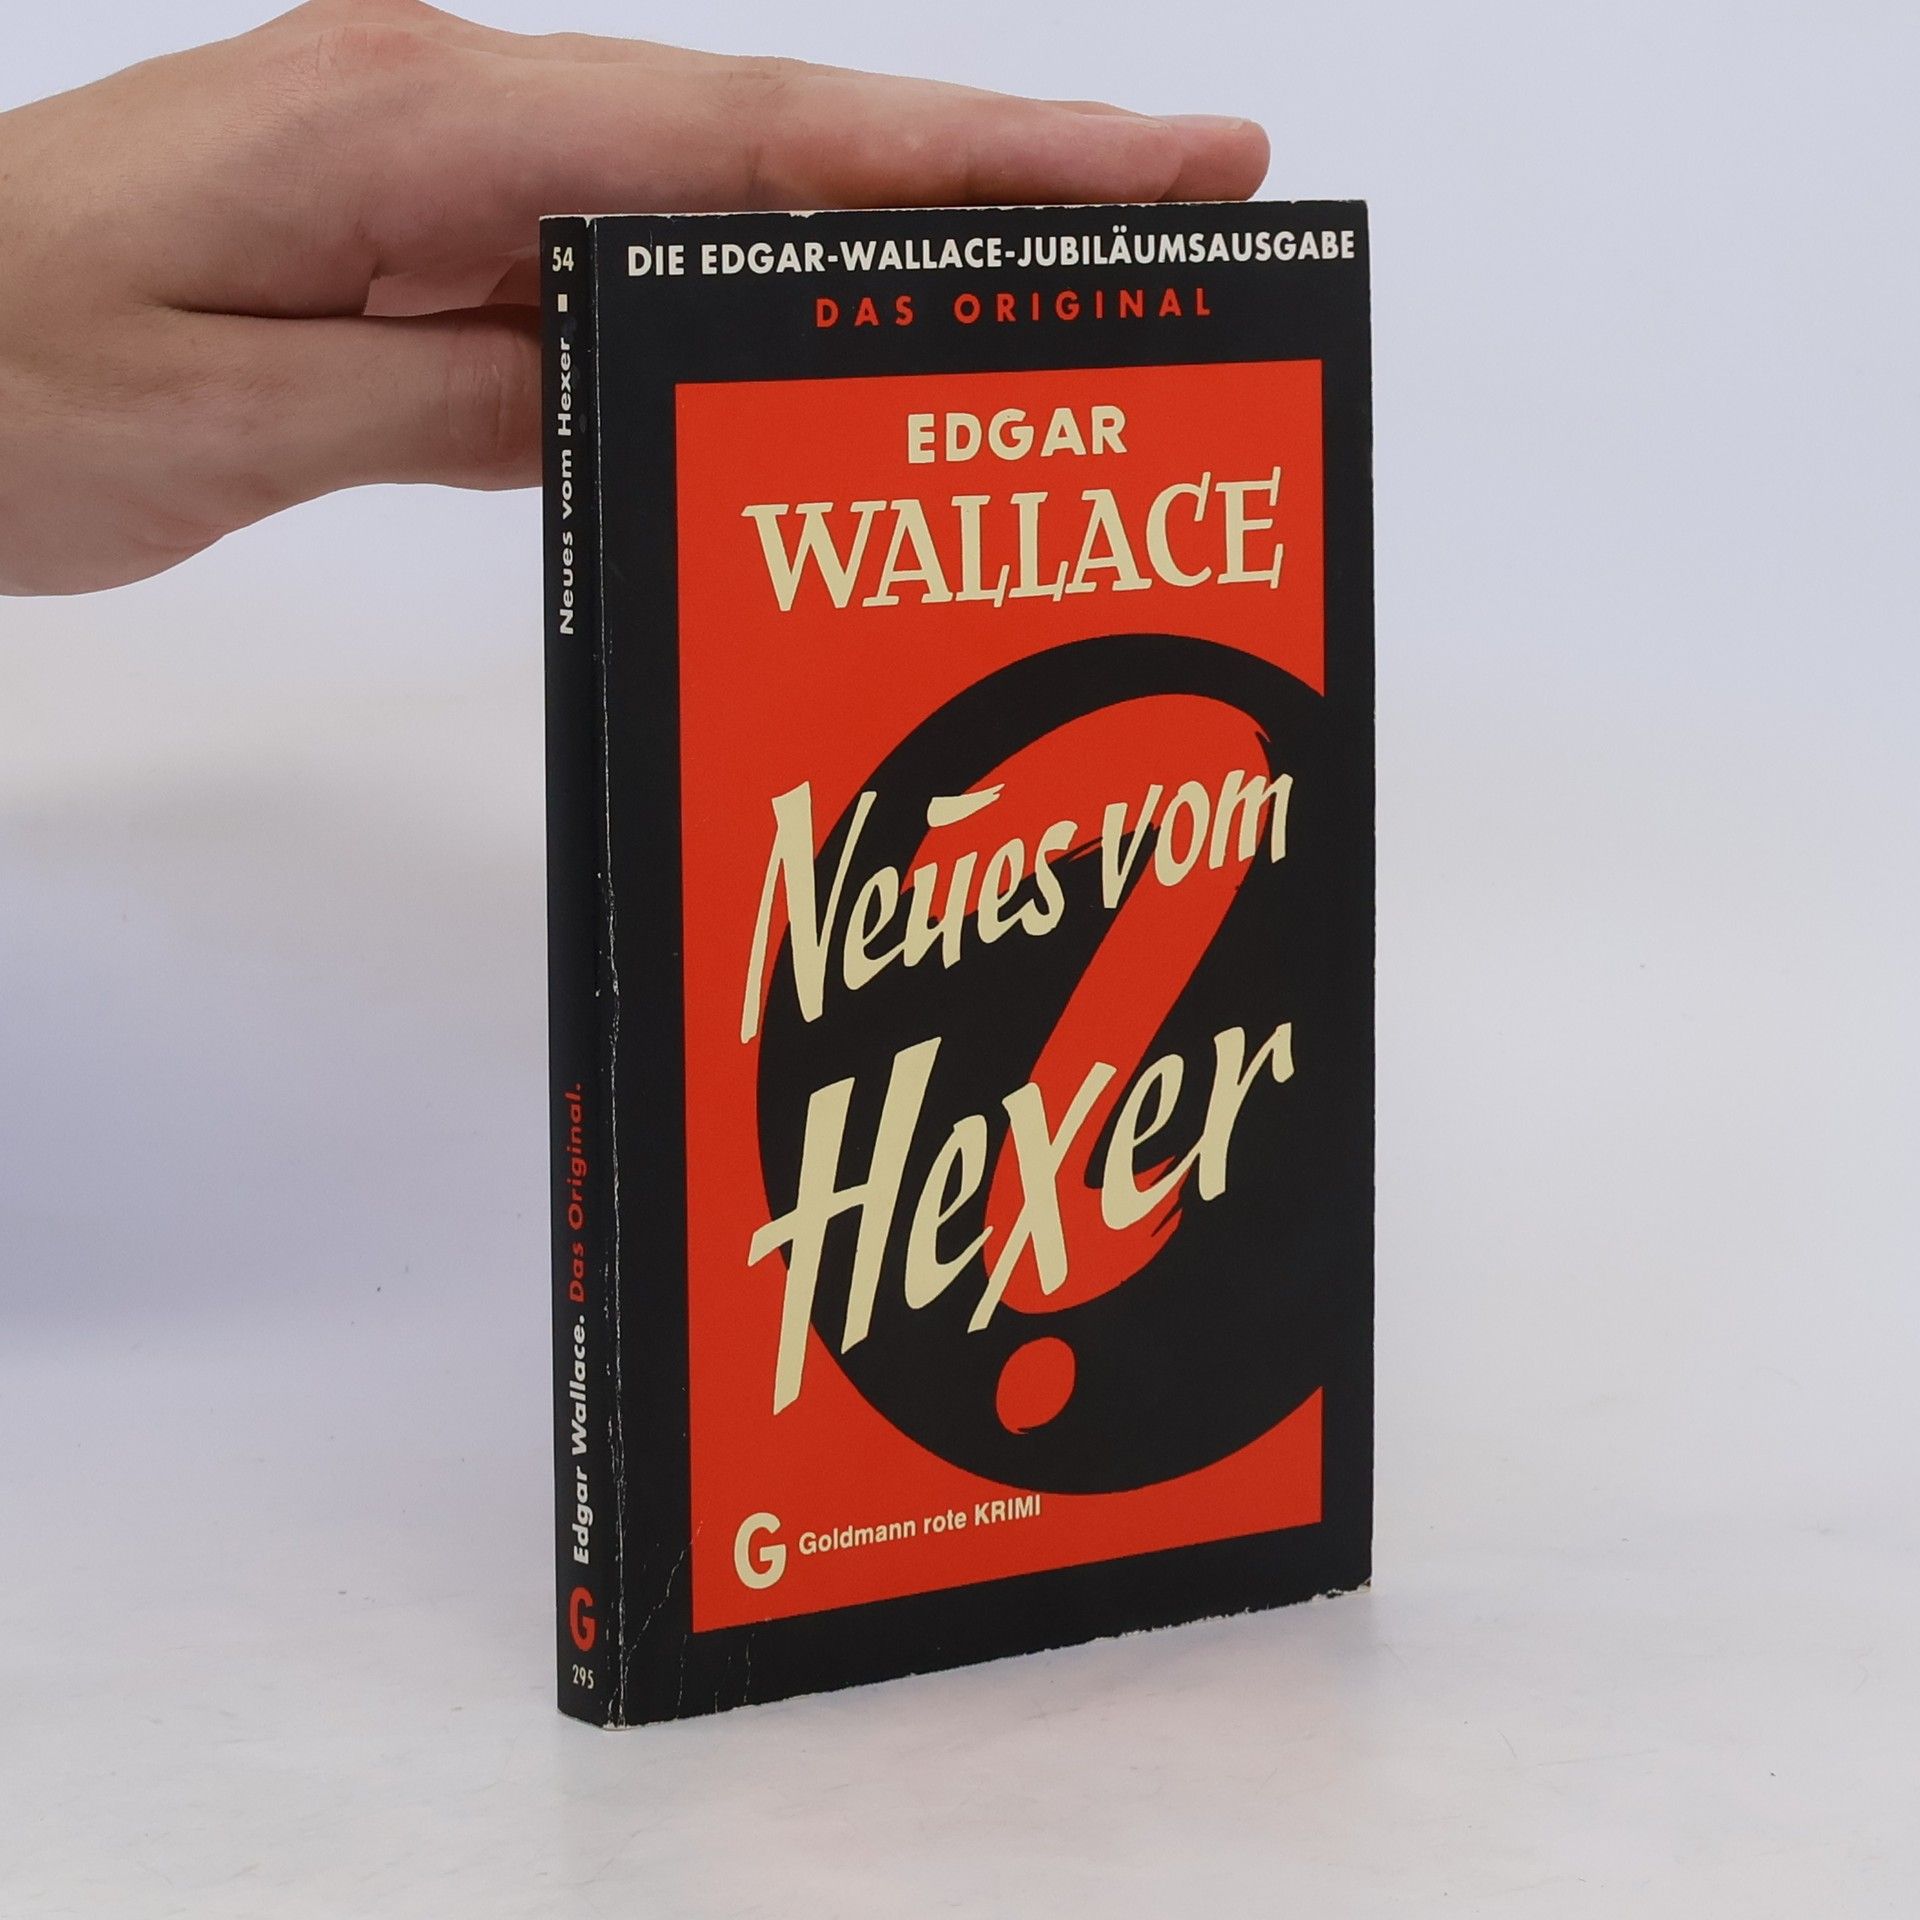 DIE EDGAR-WALLACE-JUBILÄUMSAUSGABE
DAS ORIGINAL
EDGAR
WALLACE
Neues vom
Hexer
G Goldmann rote KRIMI
54
Neues vom Hexer
Edgar Wallace. Das Original.
G
295